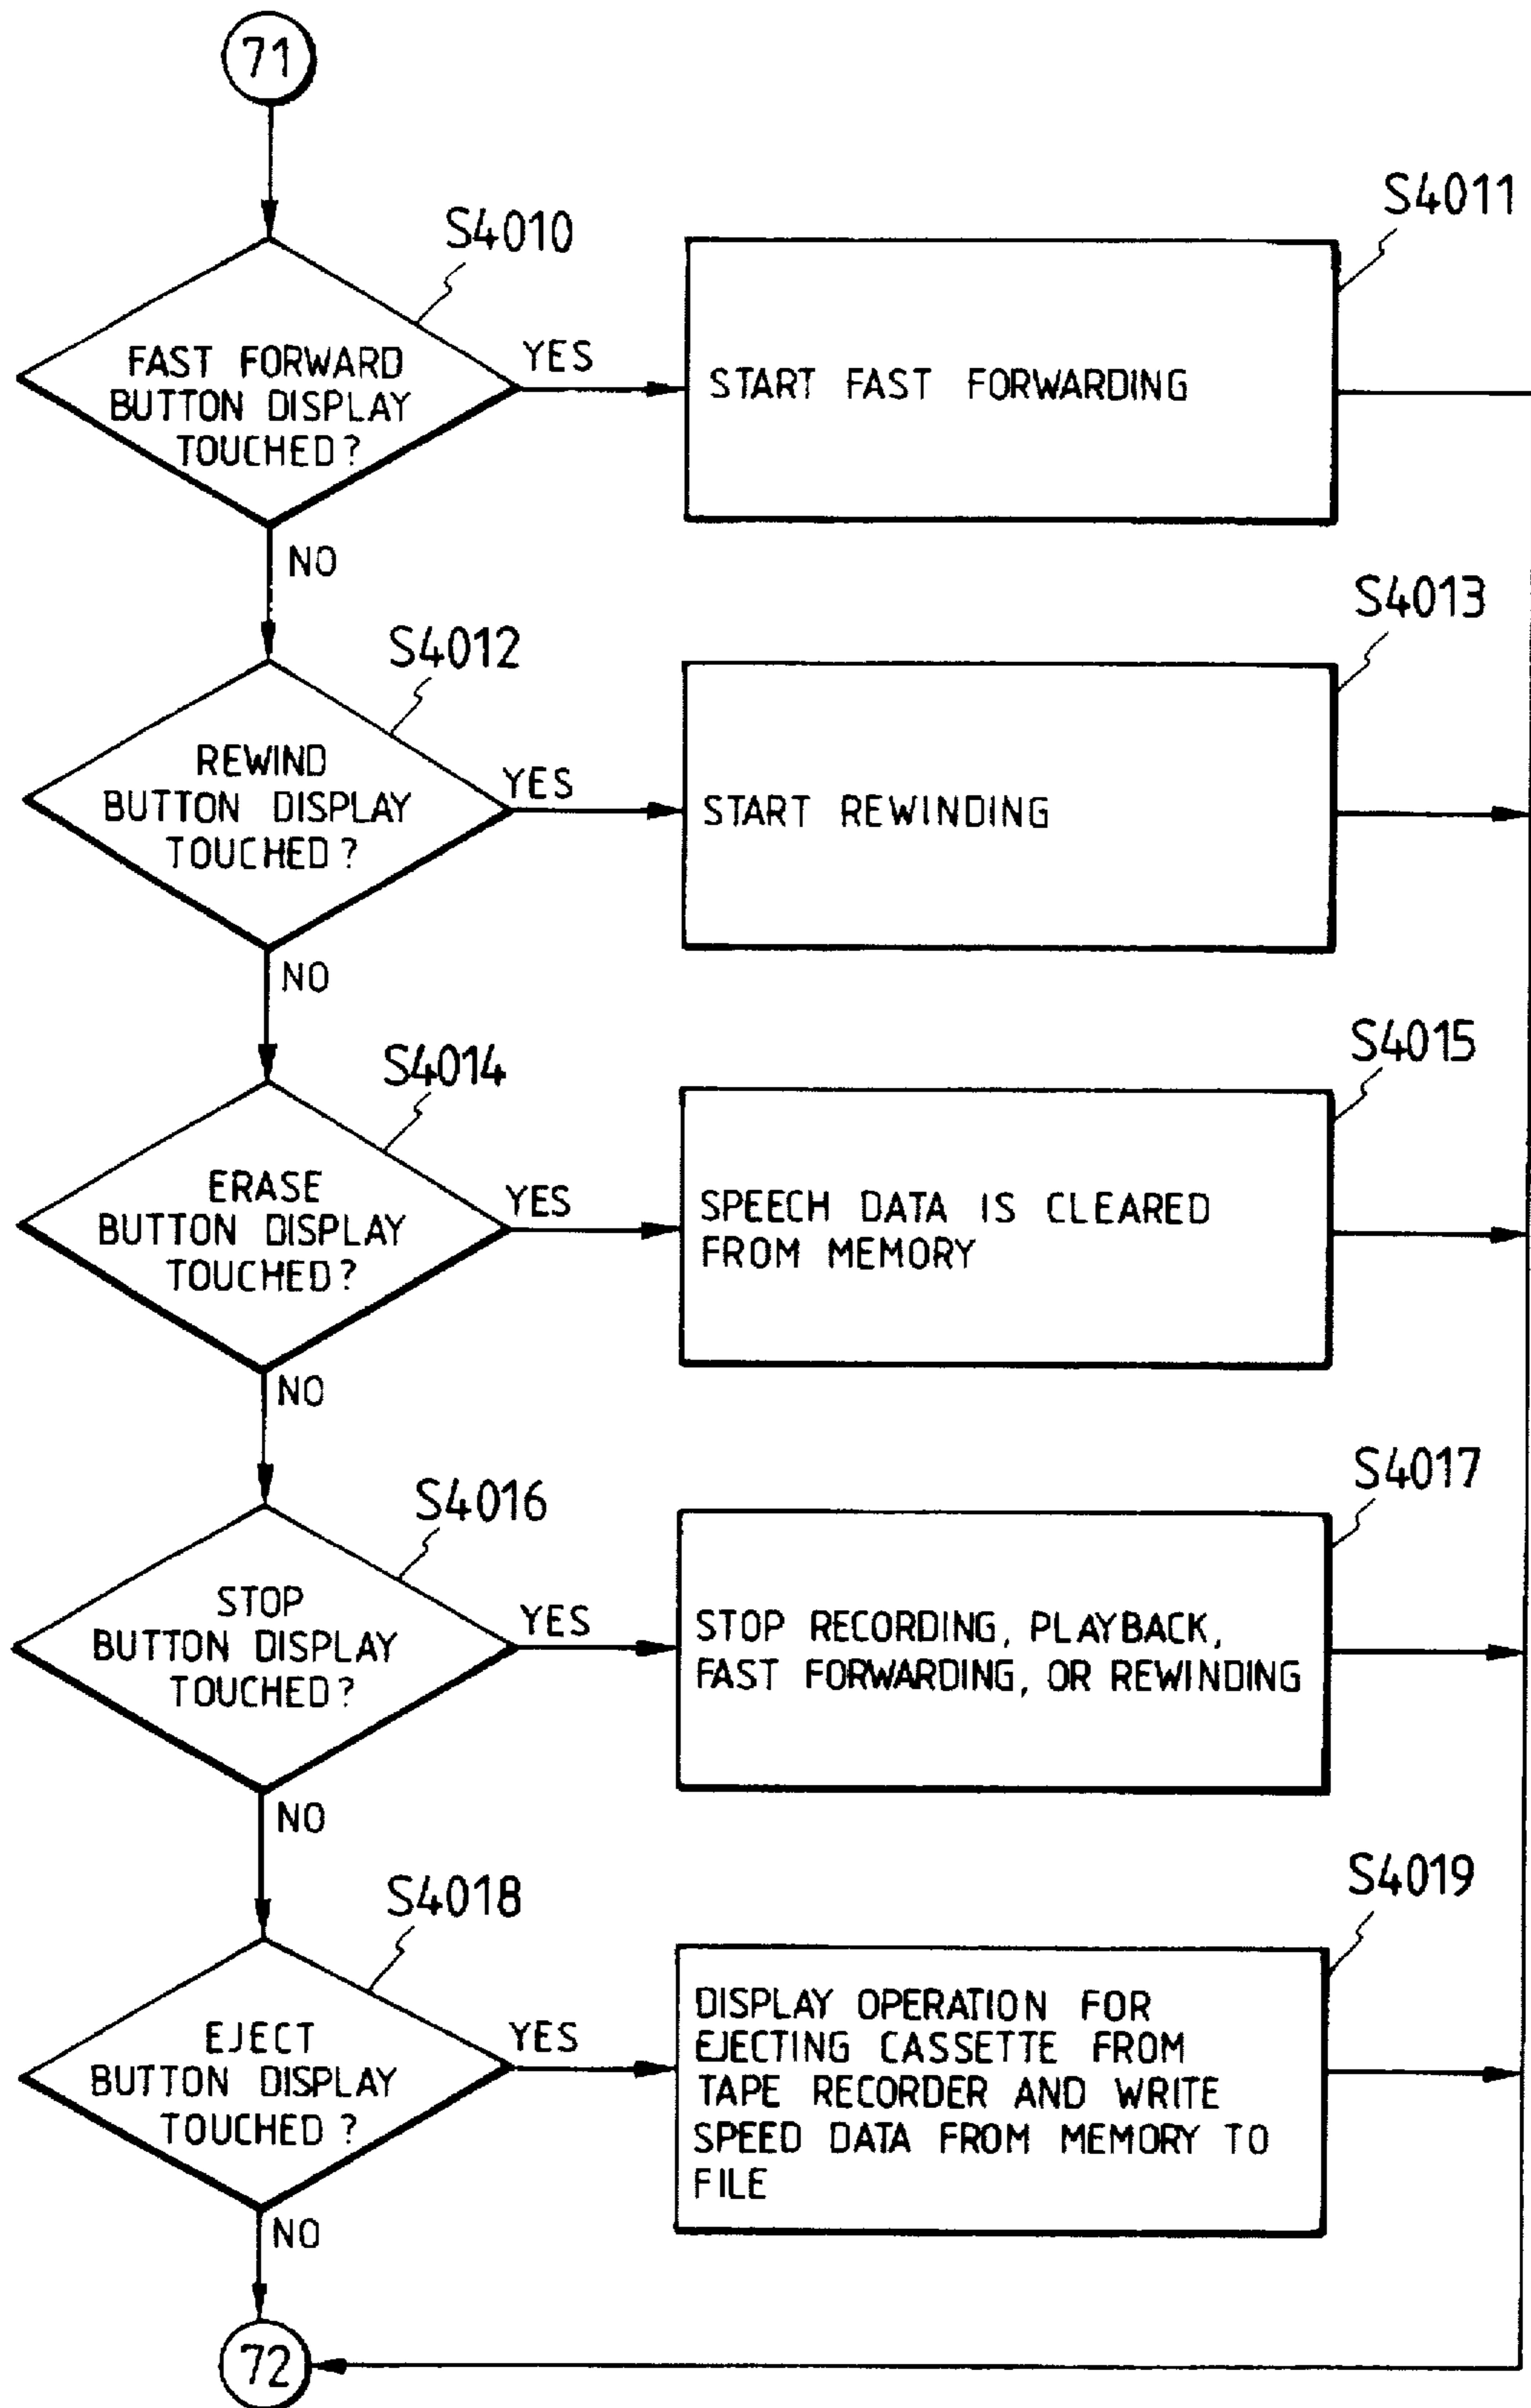 71
S4010
FAST FORWARD
BUTTON DISPLAY
TOUCHED?
YES
NO
S4011
START FAST FORWARDING
S4012
REWIND
BUTTON DISPLAY
TOUCHED?
YES
NO
S4013
START REWINDING
S4014
ERASE
BUTTON DISPLAY
TOUCHED?
YES
NO
S4015
SPEECH DATA IS CLEARED
FROM MEMORY
S4016
STOP
BUTTON DISPLAY
TOUCHED?
YES
NO
S4017
STOP RECORDING, PLAYBACK,
FAST FORWARDING, OR REWINDING
S4018
EJECT
BUTTON DISPLAY
TOUCHED?
YES
NO
S4019
DISPLAY OPERATION FOR
EJECTING CASSETTE FROM
TAPE RECORDER AND WRITE
SPEED DATA FROM MEMORY TO
FILE
72